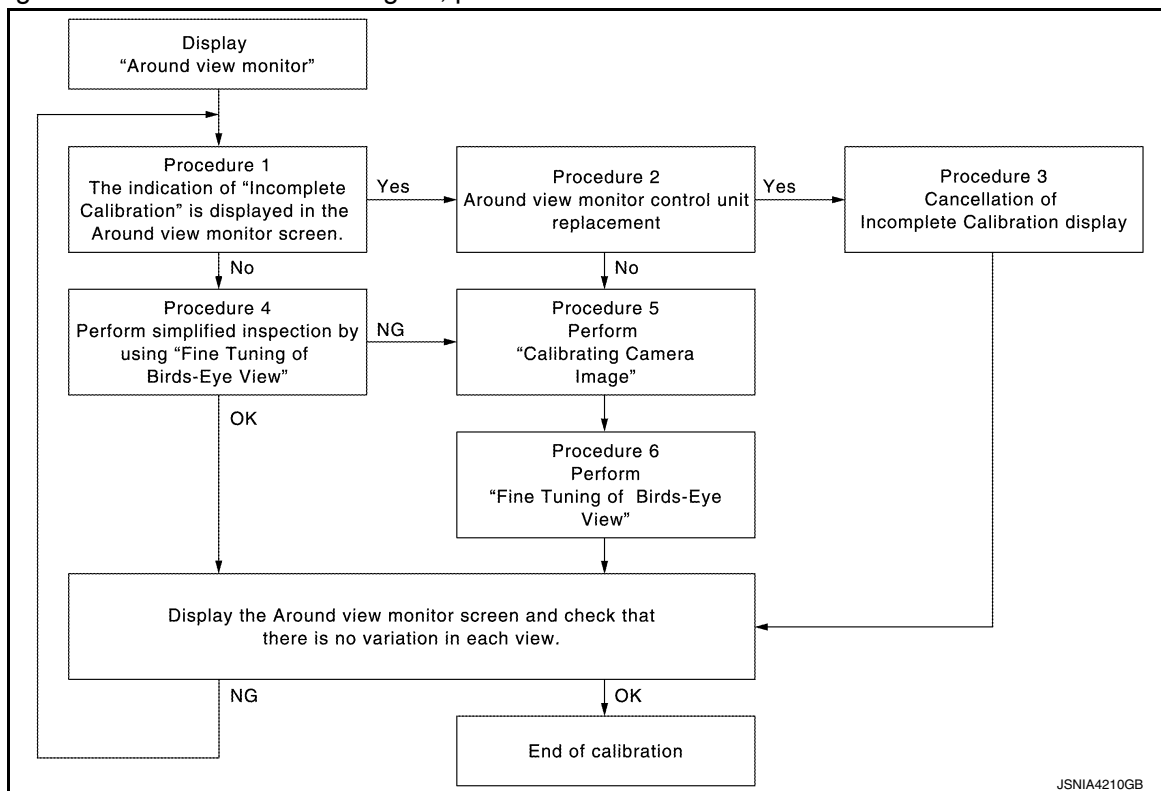 Display
“Around view monitor”
Procedure 1
The indication of “Incomplete
Calibration” is displayed in the
Around view monitor screen.
Yes
Procedure 2
Around view monitor control unit
replacement
Yes
Procedure 3
Cancellation of
Incomplete Calibration display
No
No
Procedure 4
Perform simplified inspection by
using “Fine Tuning of
Birds-Eye View”
NG
Procedure 5
Perform
“Calibrating Camera
Image”
OK
Procedure 6
Perform
“Fine Tuning of Birds-Eye
View”
Display the Around view monitor screen and check that
there is no variation in each view.
NG
OK
End of calibration
JSNIA4210GB